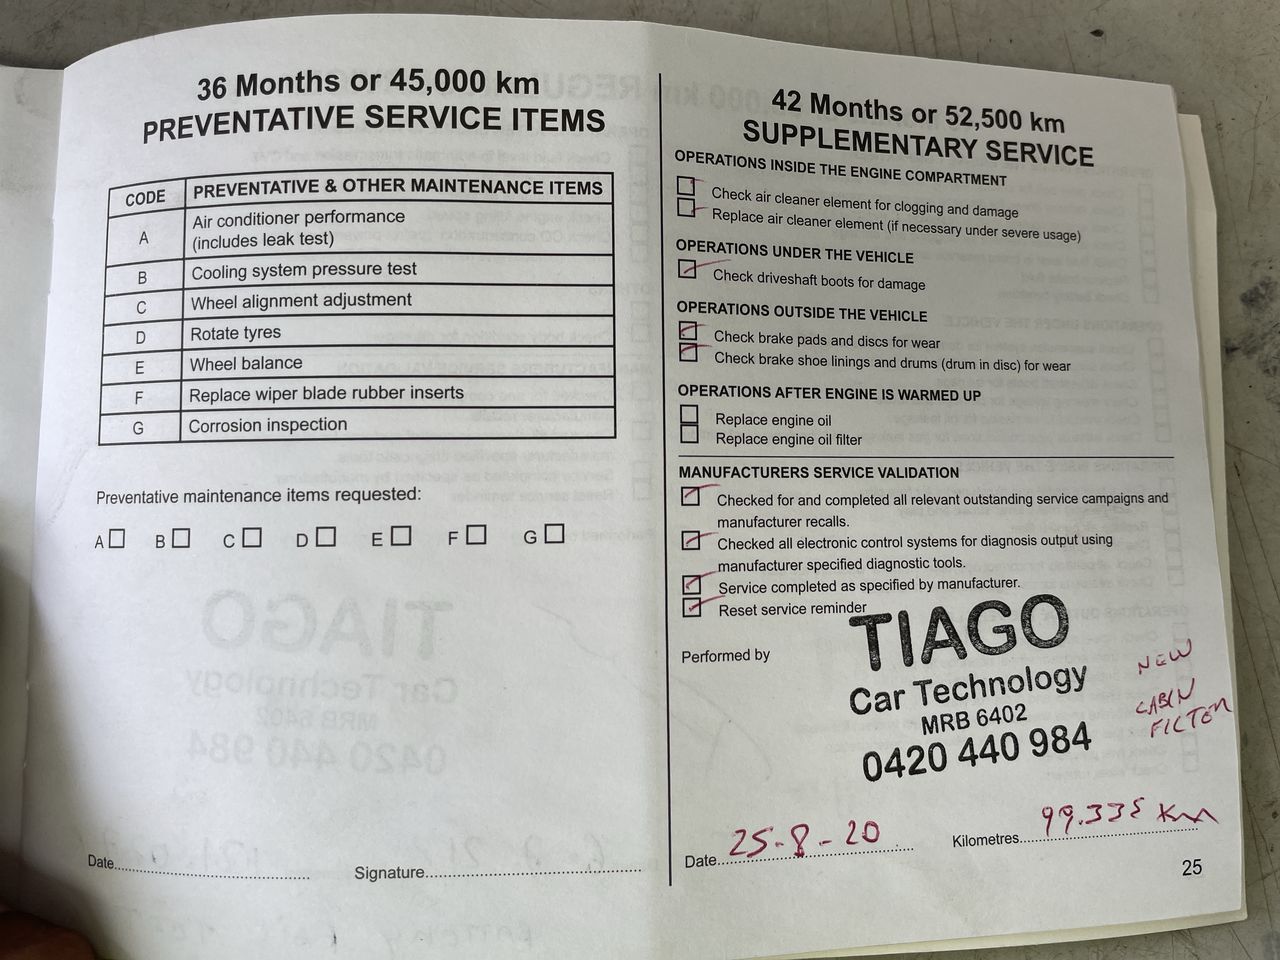 36 Months or 45,000 km
PREVENTATIVE SERVICE ITEMS
CODE PREVENTATIVE & OTHER MAINTENANCE ITEMS
A Air conditioner performance
(includes leak test)
B Cooling system pressure test
C Wheel alignment adjustment
D Rotate tyres
E Wheel balance
F Replace wiper blade rubber inserts
G Corrosion inspection
Preventative maintenance items requested:
A B C D E F G
Date
Signature
42 Months or 52,500 km
SUPPLEMENTARY SERVICE
OPERATIONS INSIDE THE ENGINE COMPARTMENT
Check air cleaner element for clogging and damage
Replace air cleaner element (if necessary under severe usage)
OPERATIONS UNDER THE VEHICLE
Check driveshaft boots for damage
OPERATIONS OUTSIDE THE VEHICLE
Check brake pads and discs for wear
Check brake shoe linings and drums (drum in disc) for wear
OPERATIONS AFTER ENGINE IS WARMED UP
Replace engine oil
Replace engine oil filter
MANUFACTURERS SERVICE VALIDATION
Checked for and completed all relevant outstanding service campaigns and
manufacturer recalls.
Checked all electronic control systems for diagnosis output using
manufacturer specified diagnostic tools.
Service completed as specified by manufacturer.
Reset service reminder
Performed by
TIAGO
Car Technology
MRB 6402
0420 440 984
NEW
CABIN
FILTER
Date 25-8-20
Kilometres 99.335 Km
25